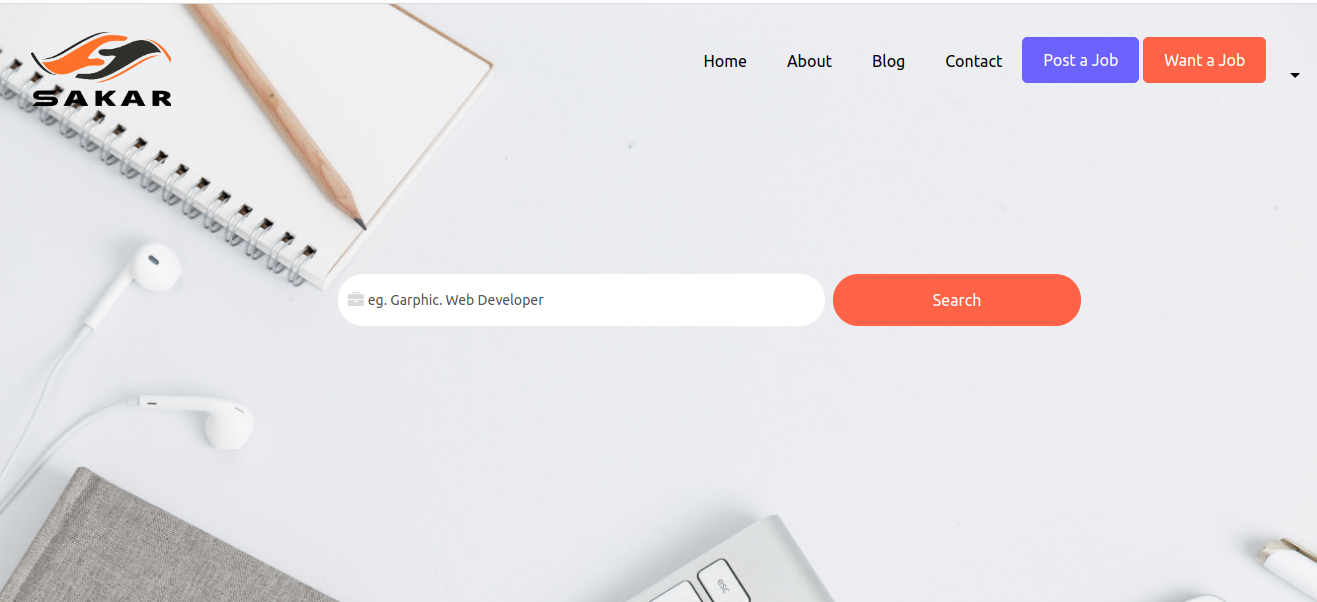 SAKAR
Home About Blog Contact Post a Job Want a Job
eg. Garphic. Web Developer Search
esc